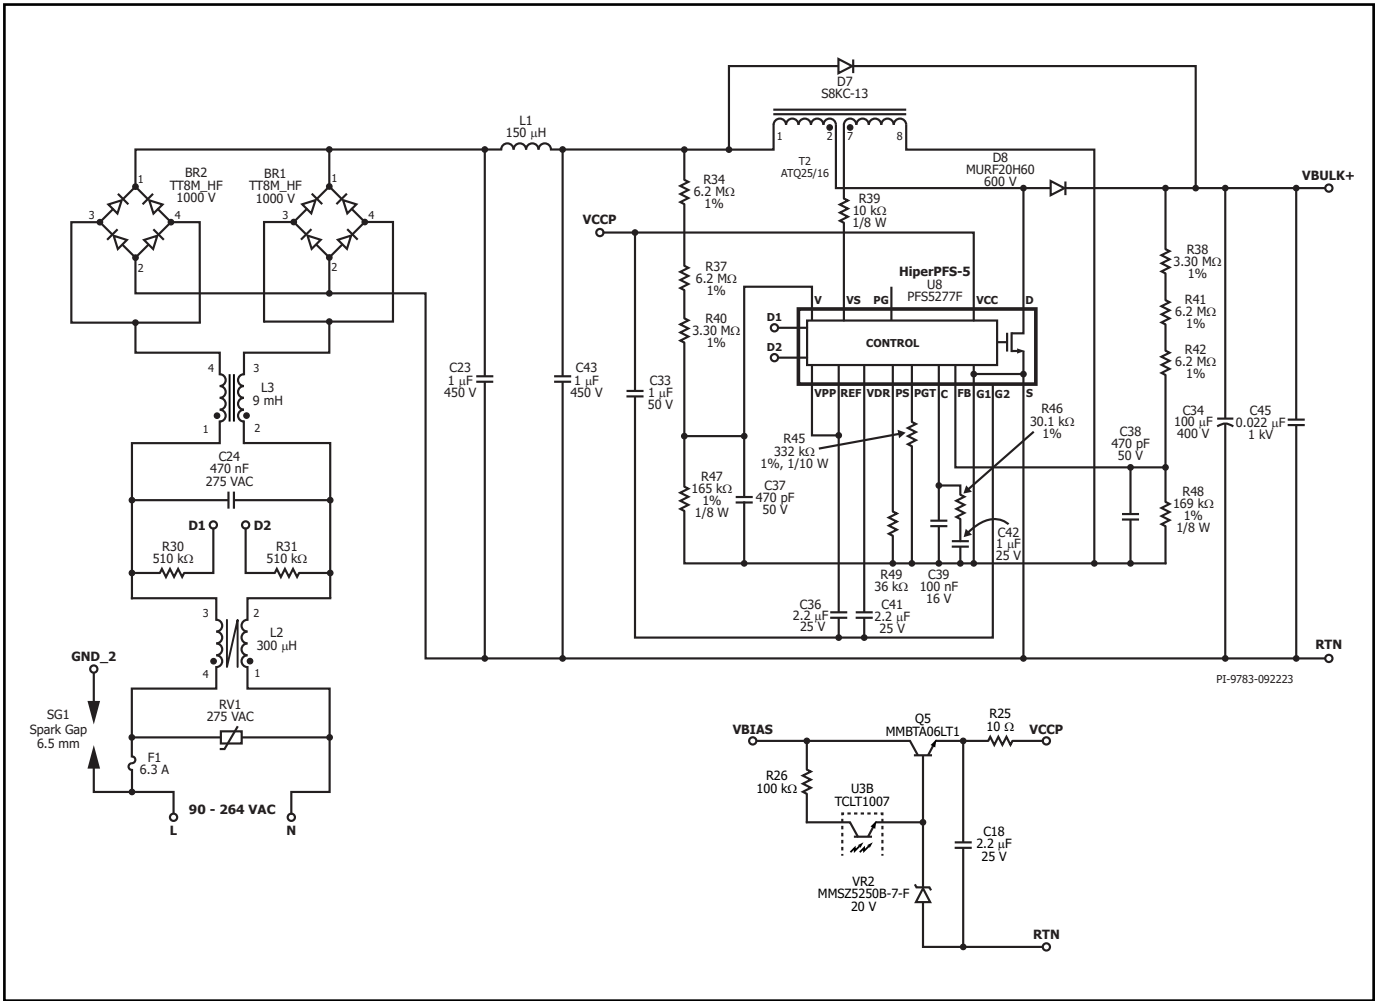 D7
S8KC-13
L1
150 µH
1
2
7
8
T2
ATQ25/16
D8
MURF20H60
600 V
VBULK+
BR2
TT8M_HF
1000 V
1
3
4
2
BR1
TT8M_HF
1000 V
1
3
4
2
R34
6.2 MΩ
1%
R39
10 kΩ
1/8 W
VCCP
R37
6.2 MΩ
1%
R40
3.30 MΩ
1%
HiperPFS-5
U8
PFS5277F
V
VS
PG
VCC
D
D1
D2
CONTROL
VPP
REF
VDR
PS
PGT
C
FB
G1
G2
S
R38
3.30 MΩ
1%
R41
6.2 MΩ
1%
R42
6.2 MΩ
1%
4
3
L3
9 mH
1
2
C23
1 µF
450 V
C43
1 µF
450 V
C33
1 µF
50 V
R45
332 kΩ
1%, 1/10 W
R46
30.1 kΩ
1%
C34
100 µF
400 V
C45
0.022 µF
1 kV
C38
470 pF
50 V
C24
470 nF
275 VAC
R47
165 kΩ
1%
1/8 W
C37
470 pF
50 V
R48
169 kΩ
1%
1/8 W
D1
D2
R30
510 kΩ
R31
510 kΩ
C42
1 µF
25 V
R49
36 kΩ
C39
100 nF
16 V
C36
2.2 µF
25 V
C41
2.2 µF
25 V
3
2
L2
300 µH
4
1
GND_2
RTN
PI-9783-092223
SG1
Spark Gap
6.5 mm
RV1
275 VAC
F1
6.3 A
90 - 264 VAC
L
N
VBIAS
Q5
MMBTA06LT1
R25
10 Ω
VCCP
R26
100 kΩ
U3B
TCLT1007
C18
2.2 µF
25 V
VR2
MMSZ5250B-7-F
20 V
RTN